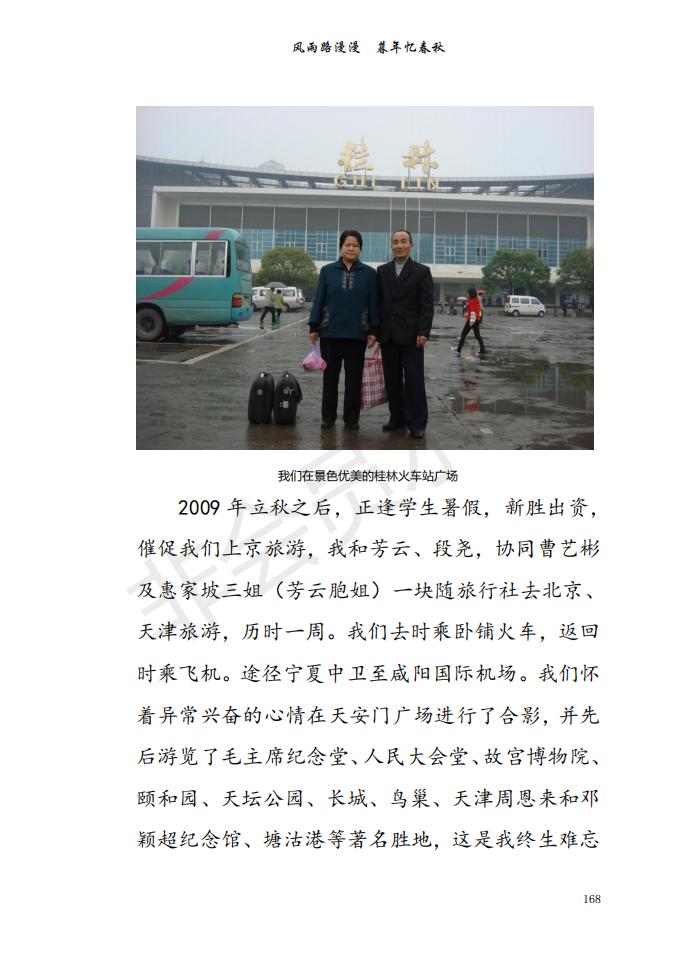 风雨路漫漫 暮年忆春秋
桂林
GUI LIN
我们在景色优美的桂林火车站广场
2009 年立秋之后，正逢学生暑假，新胜出资，
催促我们上京旅游，我和芳云、段尧，协同曹艺彬
及惠家坡三姐（芳云胞姐）一块随旅行社去北京、
天津旅游，历时一周。我们去时乘卧铺火车，返回
时乘飞机。途径宁夏中卫至咸阳国际机场。我们怀
着异常兴奋的心情在天安门广场进行了合影，并先
后游览了毛主席纪念堂、人民大会堂、故宫博物院、
颐和园、天坛公园、长城、鸟巢、天津周恩来和邓
颖超纪念馆、塘沽港等著名胜地，这是我终生难忘
168
非会员水